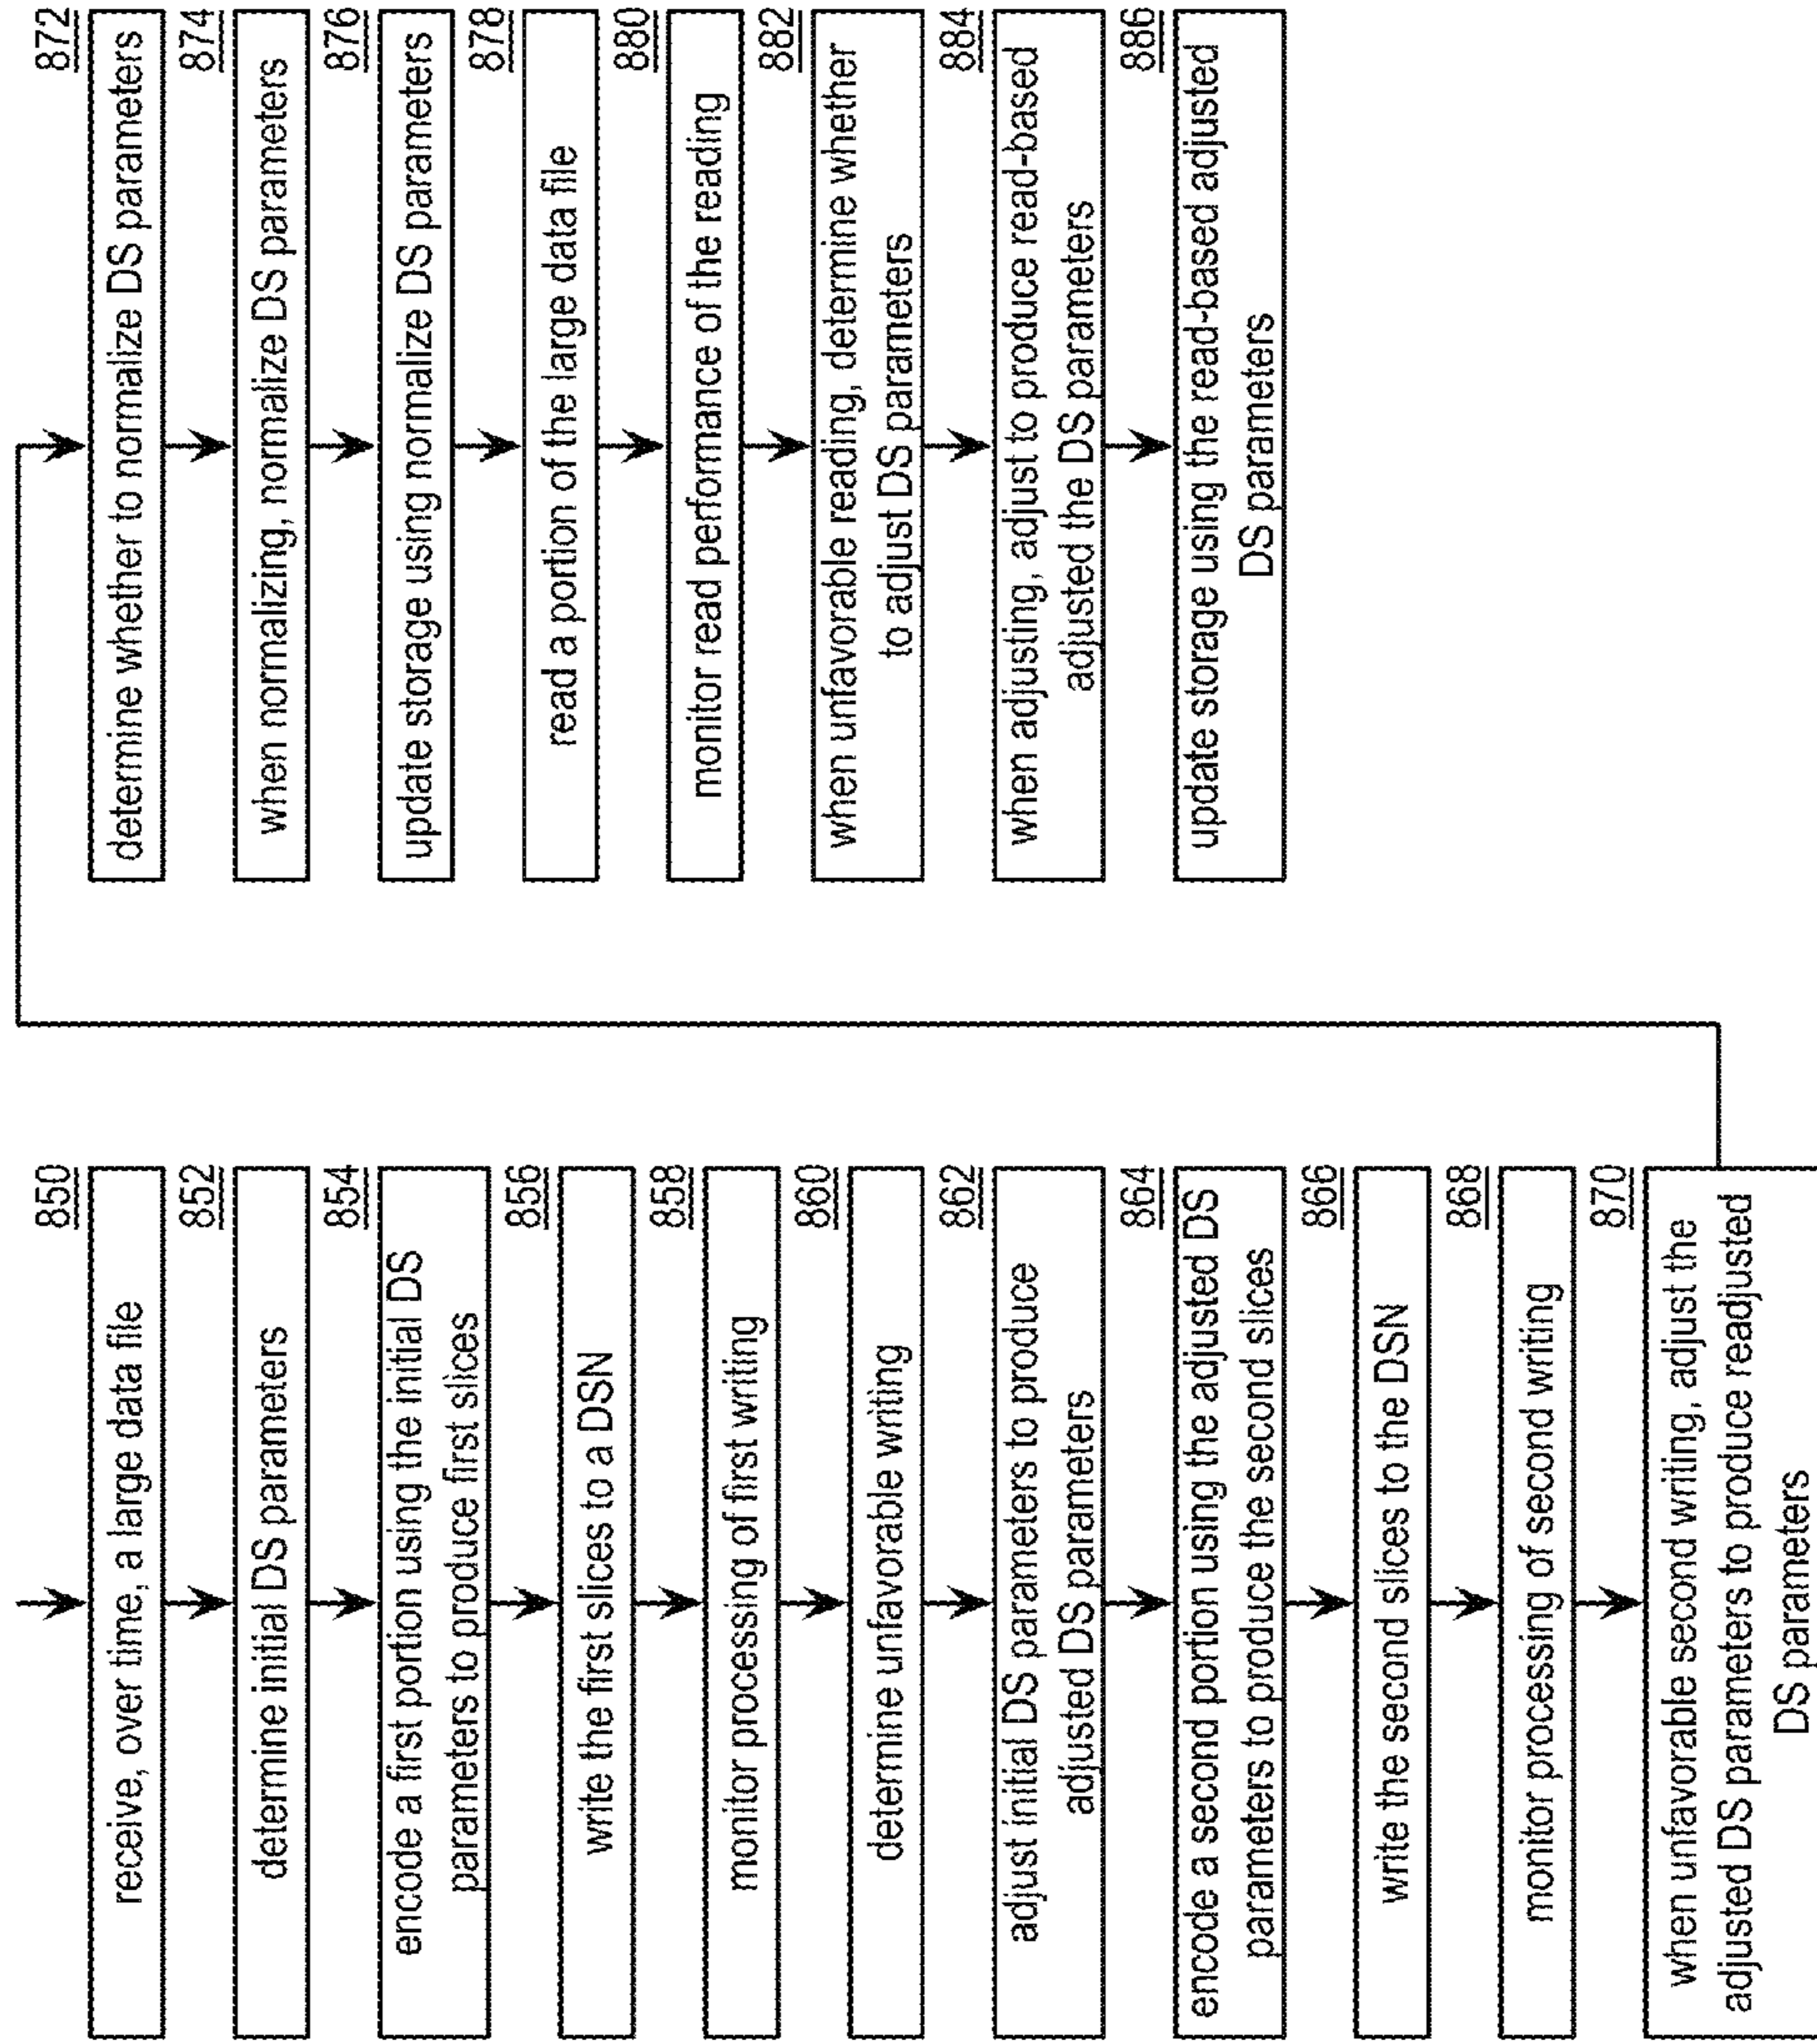 850
receive, over time, a large data file
852
determine initial DS parameters
854
encode a first portion using the initial DS
parameters to produce first slices
856
write the first slices to a DSN
858
monitor processing of first writing
860
determine unfavorable writing
862
adjust initial DS parameters to produce
adjusted DS parameters
864
encode a second portion using the adjusted DS
parameters to produce the second slices
866
write the second slices to the DSN
868
monitor processing of second writing
870
when unfavorable second writing, adjust the
adjusted DS parameters to produce readjusted
DS parameters
872
determine whether to normalize DS parameters
874
when normalizing, normalize DS parameters
876
update storage using normalize DS parameters
878
read a portion of the large data file
880
monitor read performance of the reading
882
when unfavorable reading, determine whether
to adjust DS parameters
884
when adjusting, adjust to produce read-based
adjusted the DS parameters
886
update storage using the read-based adjusted
DS parameters